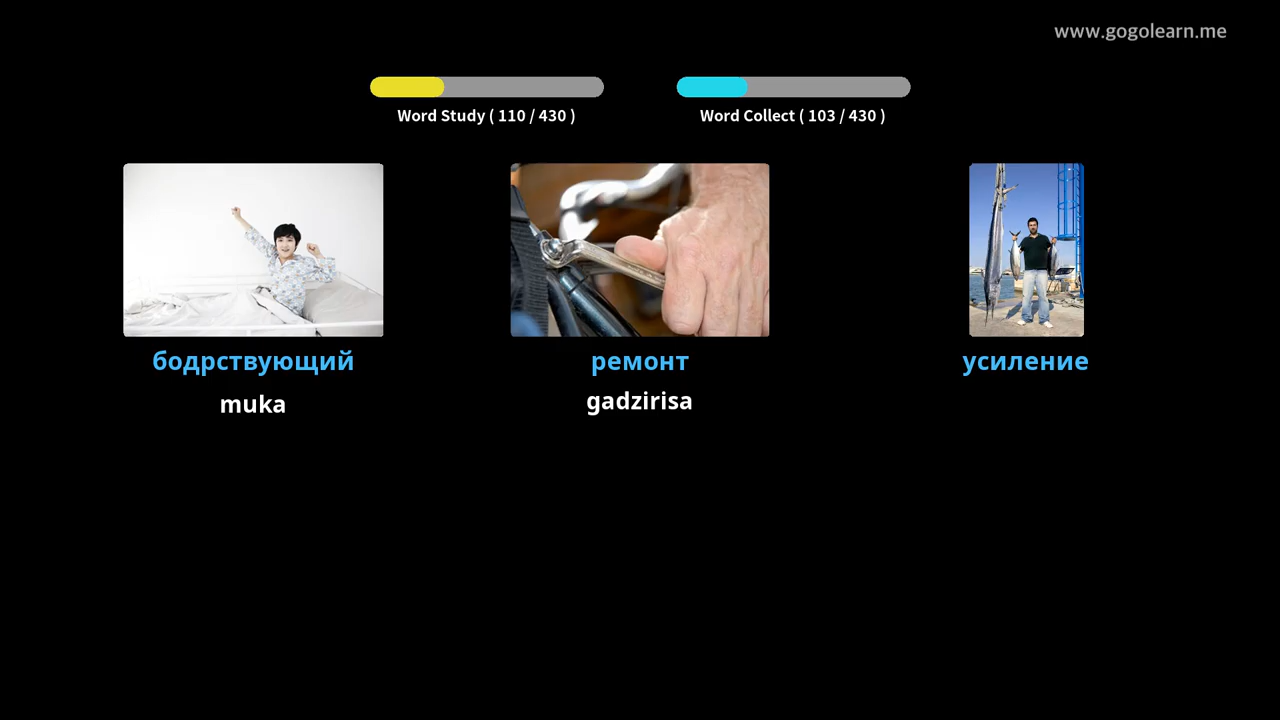 www.gogolearn.me
Word Study ( 110 / 430 )
Word Collect ( 103 / 430 )
бодрствующий
ремонт
усиление
muka
gadzirisa